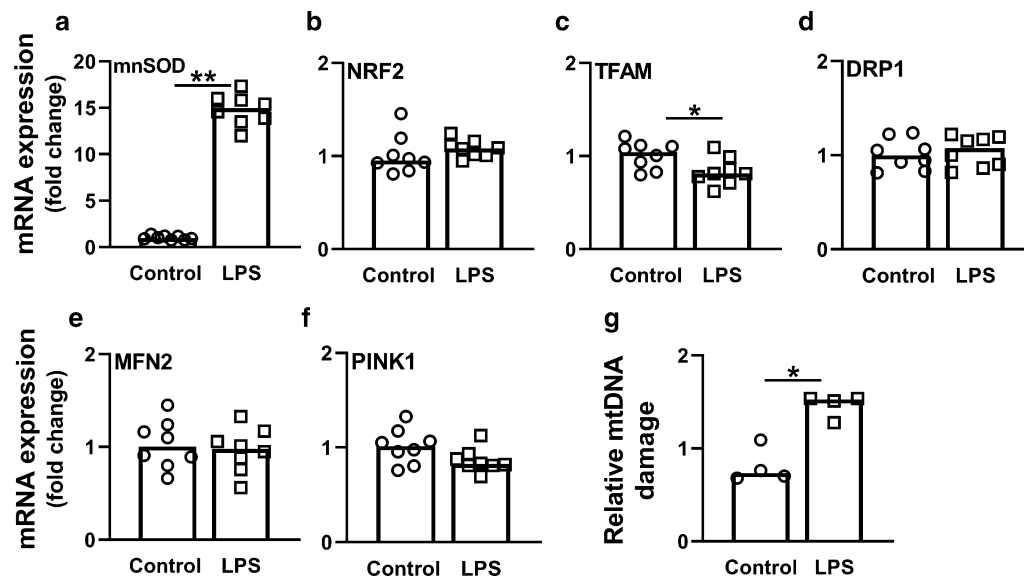 a
mRNA expression
(fold change)
20
15
10
5
0
mnSOD
**
Control LPS
b
2
1
0
NRF2
Control LPS
c
2
1
0
TFAM
*
Control LPS
d
2
1
0
DRP1
Control LPS
e
mRNA expression
(fold change)
2
1
0
MFN2
Control LPS
f
2
1
0
PINK1
Control LPS
g
Relative mtDNA
damage
2
1
0
*
Control LPS